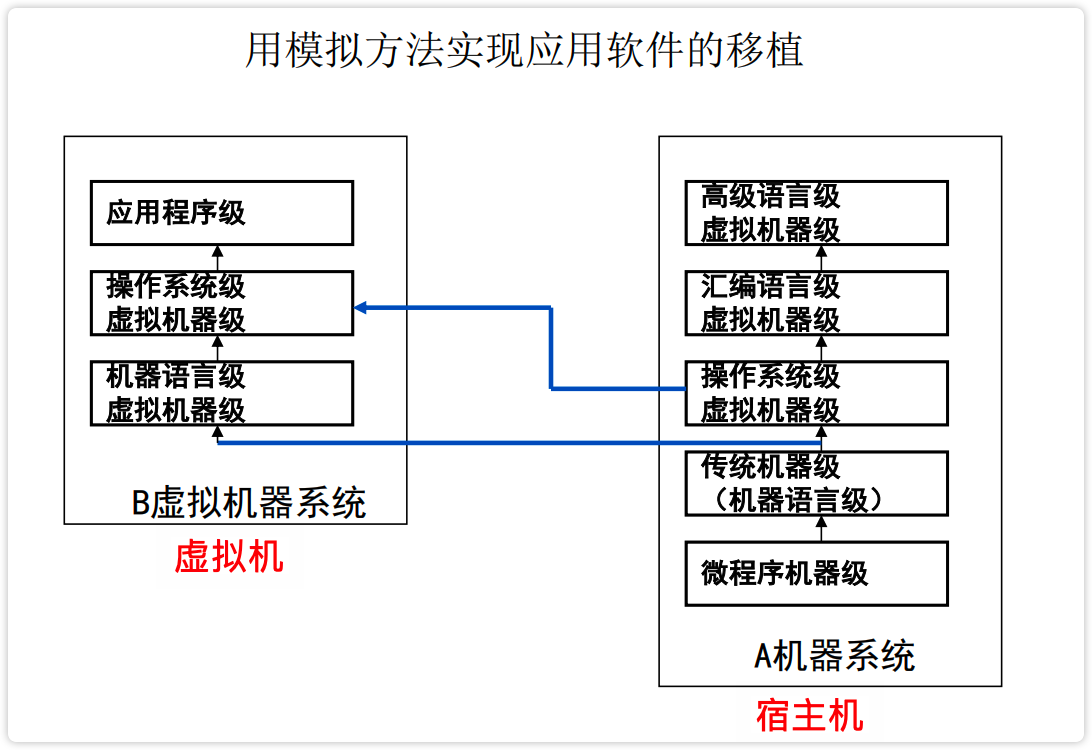 用模拟方法实现应用软件的移植
应用程序级
操作系统级
虚拟机器级
机器语言级
虚拟机器级
B虚拟机器系统
虚拟机
高级语言级
虚拟机器级
汇编语言级
虚拟机器级
操作系统级
虚拟机器级
传统机器级
（机器语言级）
微程序机器级
A机器系统
宿主机